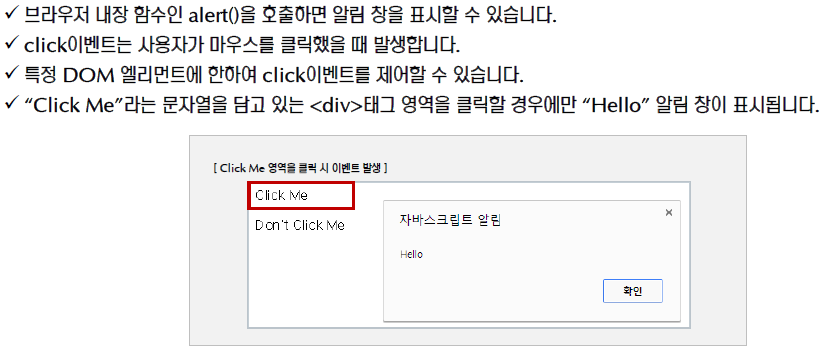 ✓ 브라우저 내장 함수인 alert()을 호출하면 알림 창을 표시할 수 있습니다.
✓ click이벤트는 사용자가 마우스를 클릭했을 때 발생합니다.
✓ 특정 DOM 엘리먼트에 한하여 click이벤트를 제어할 수 있습니다.
✓ “Click Me”라는 문자열을 담고 있는 <div>태그 영역을 클릭할 경우에만 “Hello” 알림 창이 표시됩니다.
[ Click Me 영역을 클릭 시 이벤트 발생 ]
Click Me
Don't Click Me
자바스크립트 알림
×
Hello
확인